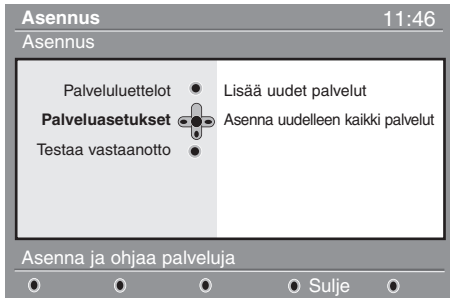 Asennus 11:46
Asennus
Palveluluettelot Lisää uudet palvelut
Palveluasetukset Asenna uudelleen kaikki palvelut
Testaa vastaanotto
Asenna ja ohjaa palveluja
Sulje